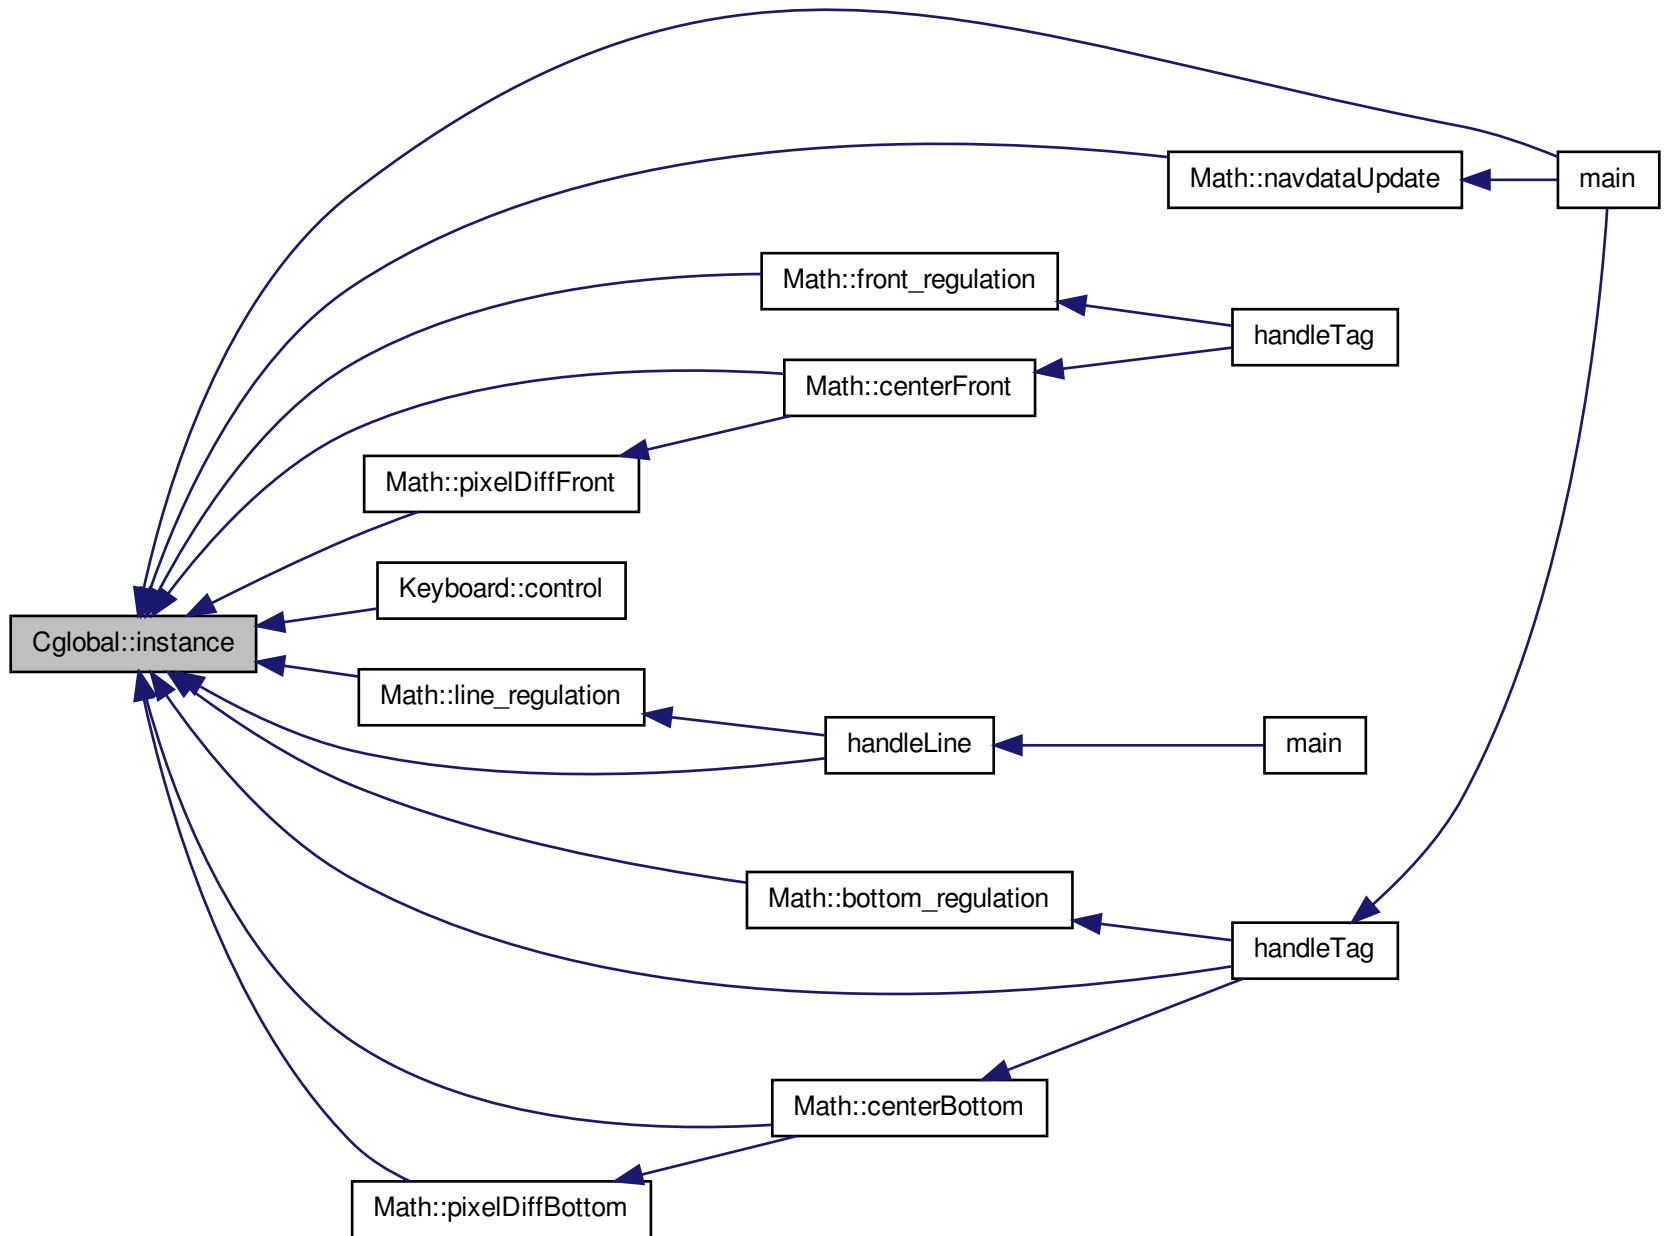 main
Math::navdataUpdate
Math::front_regulation
handleTag
Math::centerFront
Math::pixelDiffFront
Keyboard::control
Cglobal::instance
Math::line_regulation
handleLine
main
Math::bottom_regulation
handleTag
Math::centerBottom
Math::pixelDiffBottom